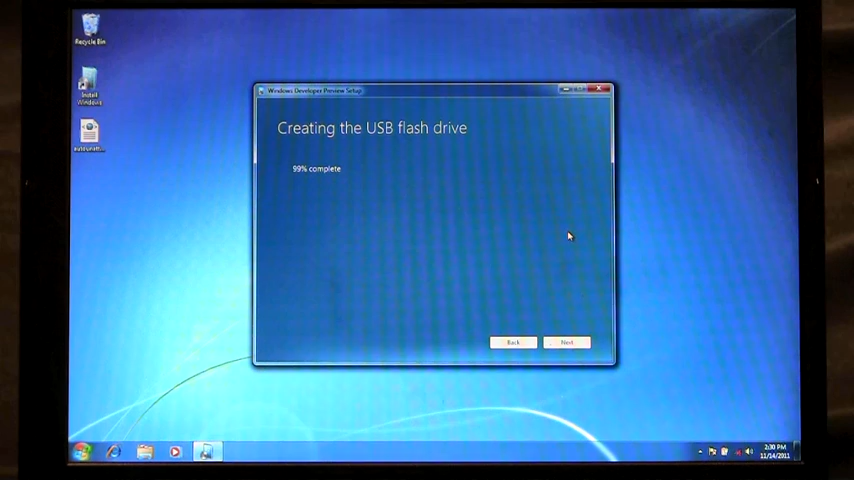 Recycle Bin
Install
Windows
Windows Developer Preview Setup
Creating the USB flash drive
99% complete
Back
Next
2:30 PM
11/14/2011